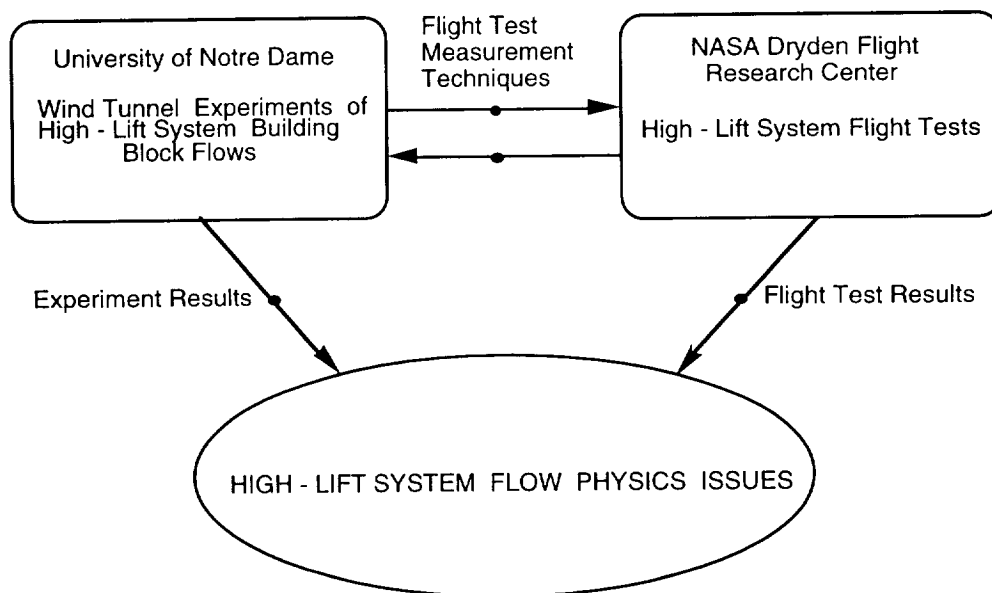 University of Notre Dame
Wind Tunnel Experiments of
High - Lift System Building
Block Flows
Flight Test
Measurement
Techniques
NASA Dryden Flight
Research Center
High - Lift System Flight Tests
Experiment Results
Flight Test Results
HIGH - LIFT SYSTEM FLOW PHYSICS ISSUES